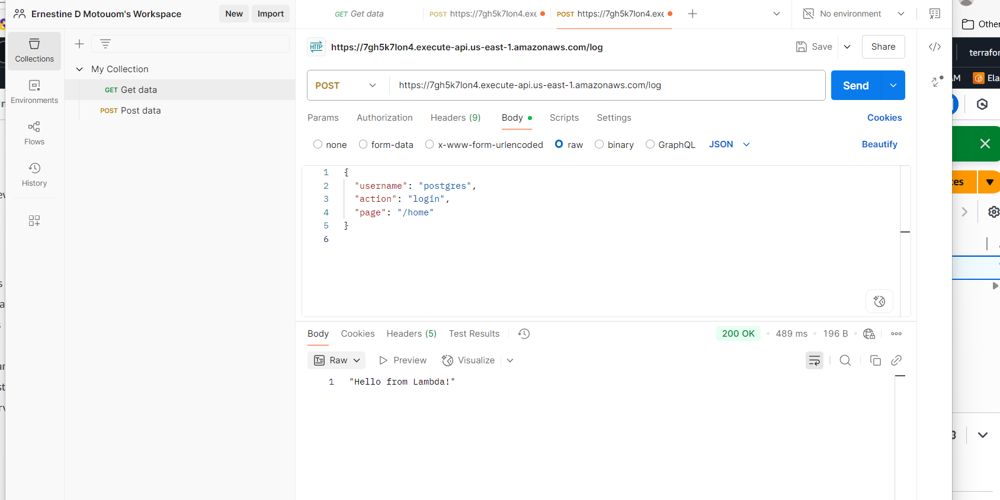 Ernestine D Motouom's Workspace
New
Import
GET Get data
POST https://7gh5k7lon4.exe
POST https://7gh5k7lon4.exe
No environment
Collections
Environments
Flows
History
My Collection
GET Get data
POST Post data
HTTP
https://7gh5k7lon4.execute-api.us-east-1.amazonaws.com/log
Save
Share
POST
https://7gh5k7lon4.execute-api.us-east-1.amazonaws.com/log
Send
Params
Authorization
Headers (9)
Body
Scripts
Settings
Cookies
none
form-data
x-www-form-urlencoded
raw
binary
GraphQL
JSON
Beautify
1 {
2 "username": "postgres",
3 "action": "login",
4 "page": "/home"
5 }
6
Body
Cookies
Headers (5)
Test Results
200 OK
489 ms
196 B
Raw
Preview
Visualize
1 "Hello from Lambda!"
Other
terrafor
AM
Ela